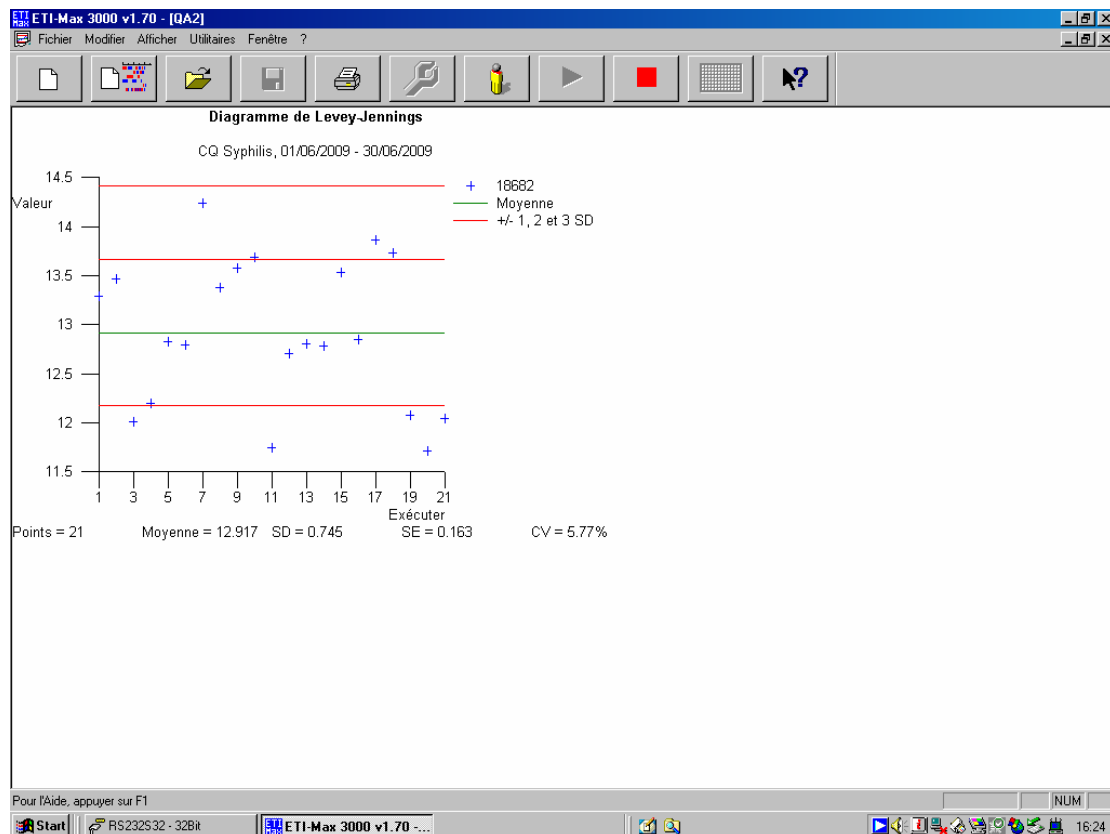 ETI-Max 3000 v1.70 - [QA2]
Fichier Modifier Afficher Utilitaires Fenêtre ?
Diagramme de Levey-Jennings
CQ Syphilis, 01/06/2009 - 30/06/2009
14.5
Valeur
14
13.5
13
12.5
12
11.5
1 3 5 7 9 11 13 15 17 19 21
Exécuter
18682
Moyenne
+/- 1, 2 et 3 SD
Points = 21 Moyenne = 12.917 SD = 0.745 SE = 0.163 CV = 5.77%
Pour l'Aide, appuyer sur F1
NUM
Start RS232S32 - 32Bit ETI-Max 3000 v1.70 -... 16:24